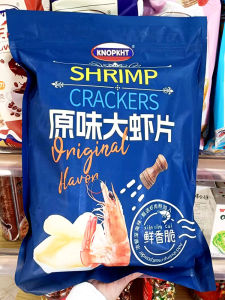 KNOPKHT
SHRIMP
CRACKERS
原味大虾片
Original
flavor
鲜香脆